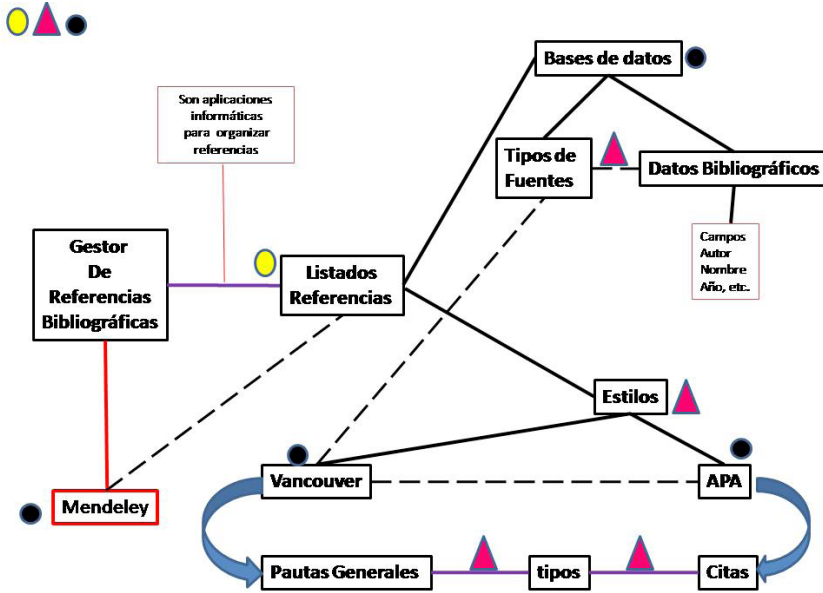 Bases de datos
Son aplicaciones
informáticas
para organizar
referencias
Tipos de
Fuentes
Datos Bibliográficos
Campos
Autor
Nombre
Año, etc.
Gestor
De
Referencias
Bibliográficas
Listados
Referencias
Estilos
Vancouver
APA
Mendeley
Pautas Generales
tipos
Citas